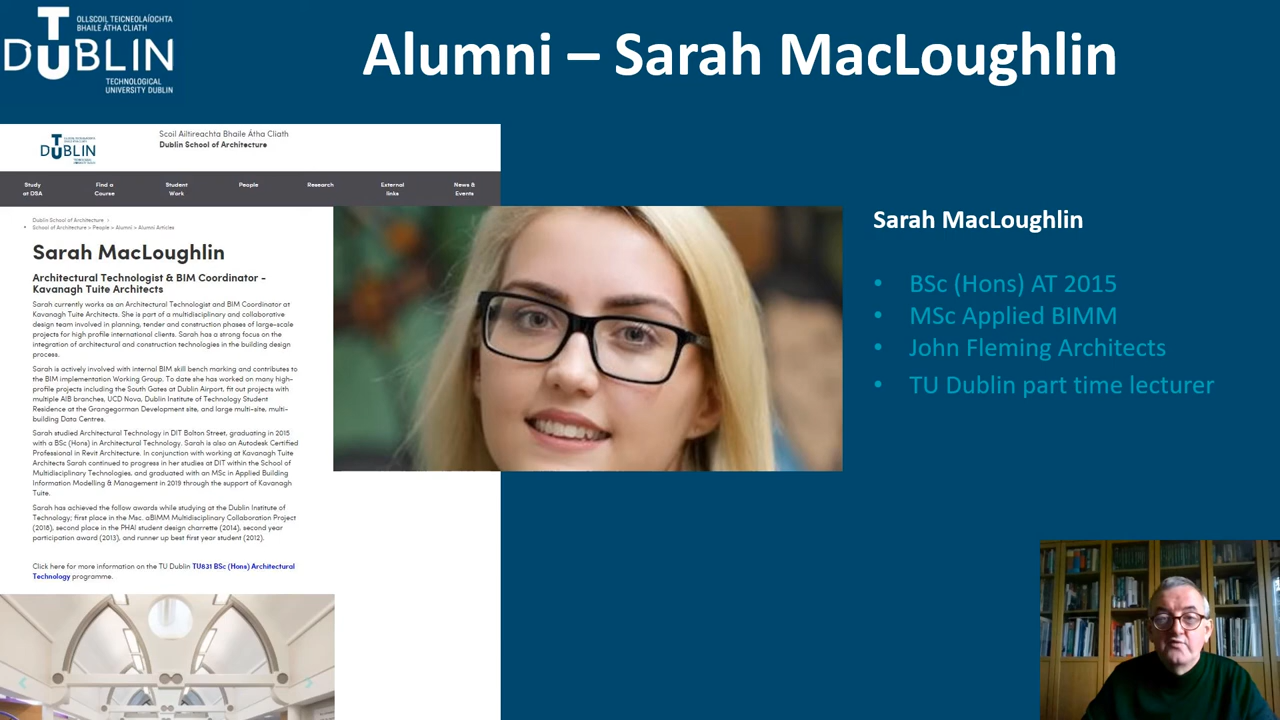 OLLSCOIL TEICNEOLAÍOCHTA
BHAILE ÁTHA CLIATH
TU DUBLIN
TECHNOLOGICAL
UNIVERSITY DUBLIN
Alumni – Sarah MacLoughlin
TU DUBLIN
Scoil Ailtireachta Bhaile Átha Cliath
Dublin School of Architecture
Study
at DSA
Find a
Course
Student
Work
People
Research
External
links
News &
Events
Dublin School of Architecture >
School of Architecture > People > Alumni > Alumni Articles
Sarah MacLoughlin
Architectural Technologist & BIM Coordinator -
Kavanagh Tuite Architects
Sarah currently works as an Architectural Technologist and BIM Coordinator at
Kavanagh Tuite Architects. She is part of a multidisciplinary and collaborative
design team involved in planning, tender and construction phases of large-scale
projects for high profile international clients. Sarah has a strong focus on the
integration of architectural and construction technologies in the building design
process.
Sarah is actively involved with internal BIM skill bench marking and contributes to
the BIM implementation Working Group. To date she has worked on many high-
profile projects including the South Gates at Dublin Airport, fit out projects with
multiple AIB branches, UCD Nova, Dublin Institute of Technology Student
Residence at the Grangegorman Development site, and large multi-site, multi-
building Data Centres.
Sarah studied Architectural Technology in DIT Bolton Street, graduating in 2015
with a BSc (Hons) in Architectural Technology. Sarah is also an Autodesk Certified
Professional in Revit Architecture. In conjunction with working at Kavanagh Tuite
Architects Sarah continued to progress in her studies at DIT within the School of
Multidisciplinary Technologies, and graduated with an MSc in Applied Building
Information Modelling & Management in 2019 through the support of Kavanagh
Tuite.
Sarah has achieved the follow awards while studying at the Dublin Institute of
Technology; first place in the Msc. aBIMM Multidisciplinary Collaboration Project
(2018), second place in the PHAI student design charrette (2014), second year
participation award (2013), and runner up best first year student (2012).
Click here for more information on the TU Dublin TU831 BSc (Hons) Architectural
Technology programme.
Sarah MacLoughlin
• BSc (Hons) AT 2015
• MSc Applied BIMM
• John Fleming Architects
• TU Dublin part time lecturer